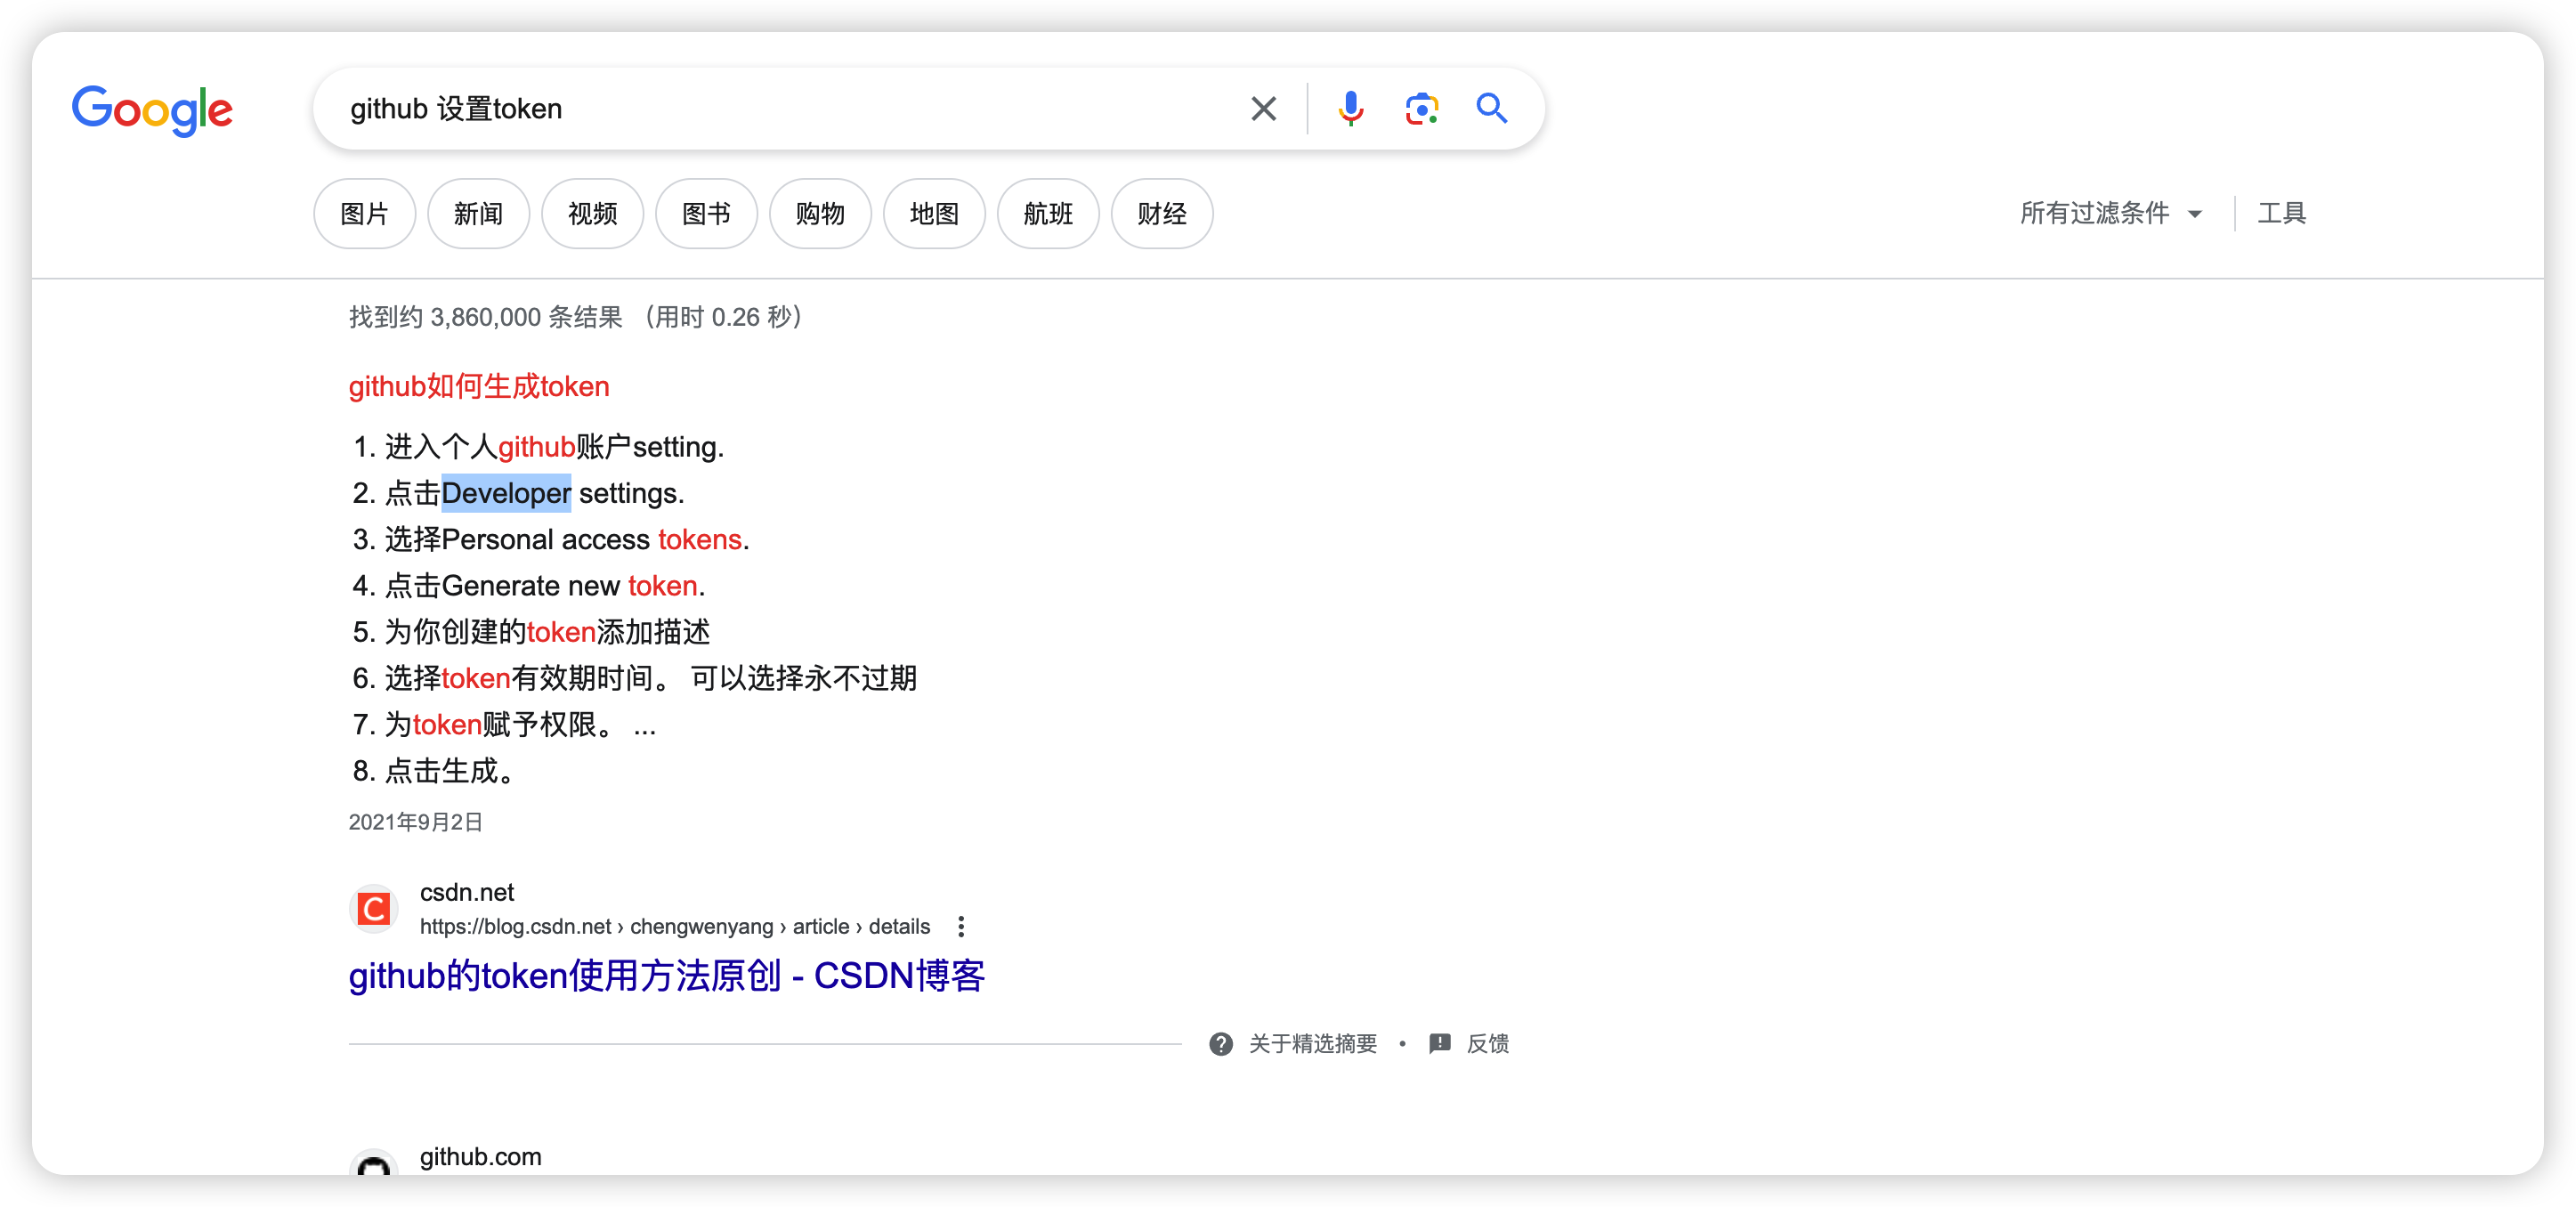 Google
github 设置token
图片 新闻 视频 图书 购物 地图 航班 财经
所有过滤条件 工具
找到约 3,860,000 条结果 （用时 0.26 秒）
github如何生成token
1. 进入个人github账户setting.
2. 点击Developer settings.
3. 选择Personal access tokens.
4. 点击Generate new token.
5. 为你创建的token添加描述
6. 选择token有效期时间。 可以选择永不过期
7. 为token赋予权限。 ...
8. 点击生成。
2021年9月2日
C
csdn.net
https://blog.csdn.net › chengwenyang › article › details
github的token使用方法原创 - CSDN博客
关于精选摘要 • 反馈
github.com